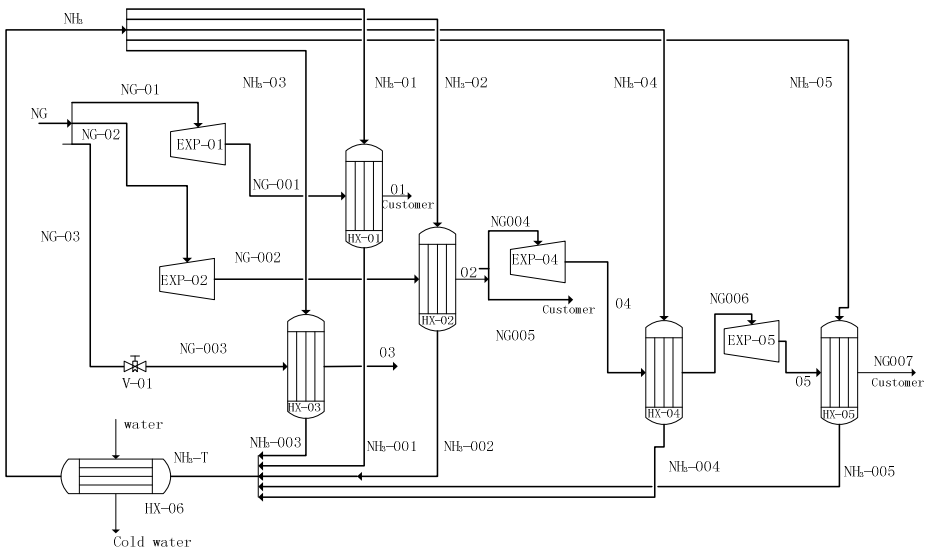 NH₃
NH₃-03
NH₃-01
NH₃-02
NH₃-04
NH₃-05
NG-01
NG
NG-02
EXP-01
NG-001
01
Customer
HX-01
NG-03
NG-002
EXP-02
NG004
EXP-04
02
HX-02
Customer
NG005
04
NG006
EXP-05
05
NG007
Customer
NG-003
V-01
03
HX-03
HX-04
HX-05
water
NH₃-003
NH₃-001
NH₃-002
NH₃-T
NH₃-004
NH₃-005
HX-06
Cold water